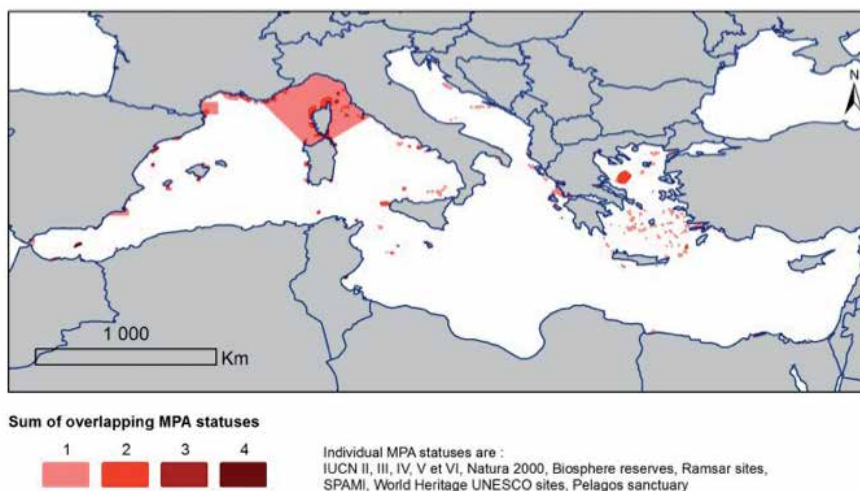 N
1 000
Km
Sum of overlapping MPA statuses
1 2 3 4
Individual MPA statuses are :
IUCN II, III, IV, V et VI, Natura 2000, Biosphere reserves, Ramsar sites,
SPAMI, World Heritage UNESCO sites, Pelagos sanctuary